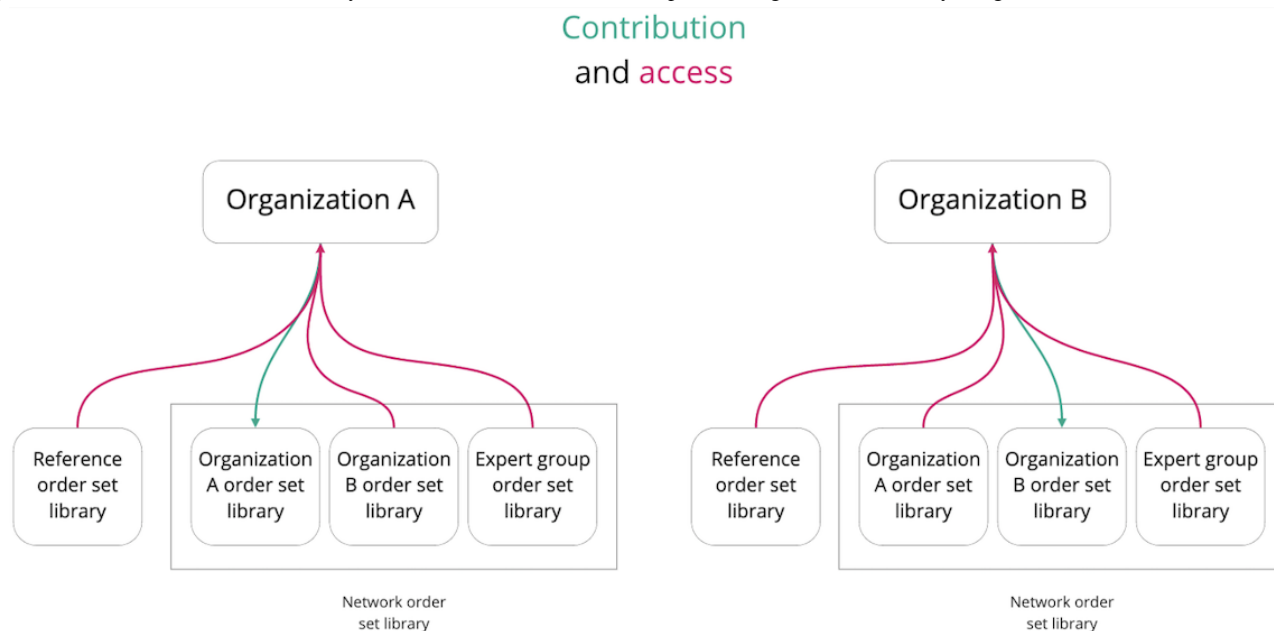 Contribution
and access
Organization A
Organization B
Reference
order set
library
Organization
A order set
library
Organization
B order set
library
Expert group
order set
library
Network order
set library
Reference
order set
library
Organization
A order set
library
Organization
B order set
library
Expert group
order set
library
Network order
set library